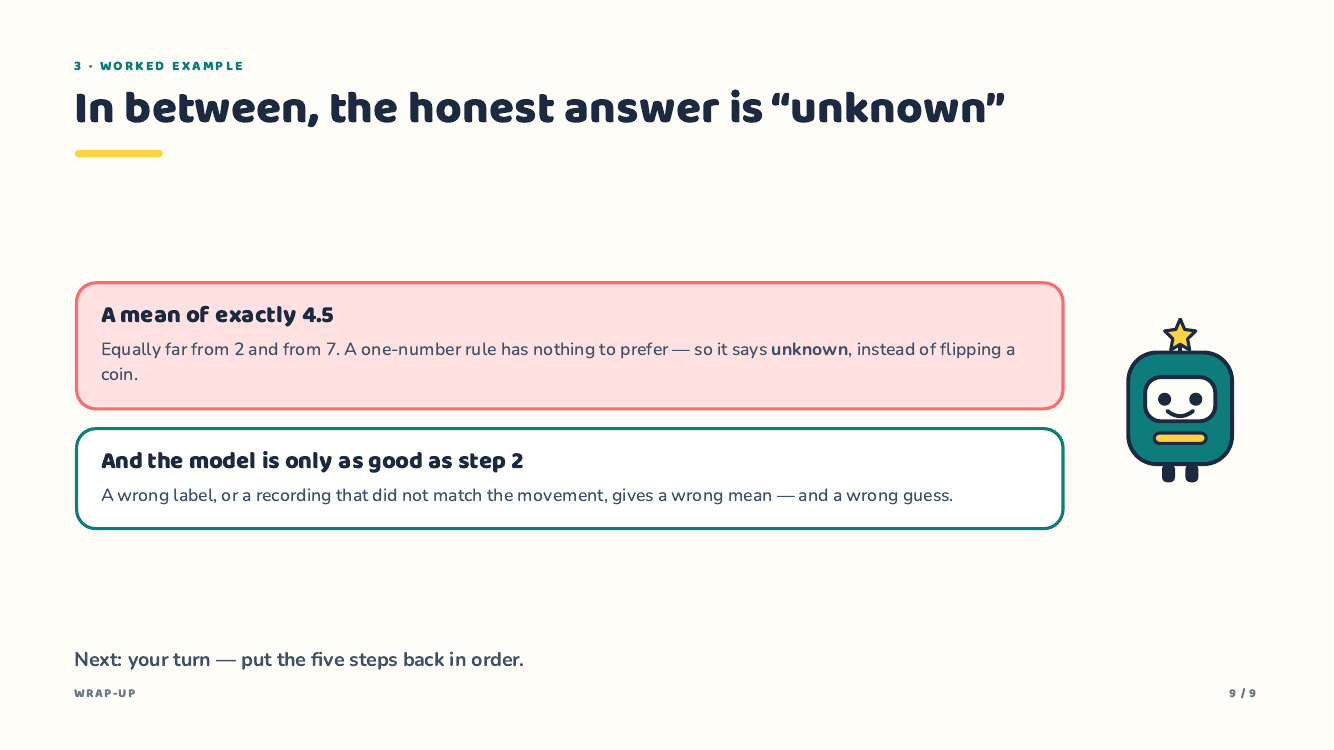 3 · WORKED EXAMPLE
In between, the honest answer is “unknown”
A mean of exactly 4.5
Equally far from 2 and from 7. A one-number rule has nothing to prefer — so it says unknown, instead of flipping a
coin.
And the model is only as good as step 2
A wrong label, or a recording that did not match the movement, gives a wrong mean — and a wrong guess.
Next: your turn — put the five steps back in order.
WRAP-UP
9 / 9